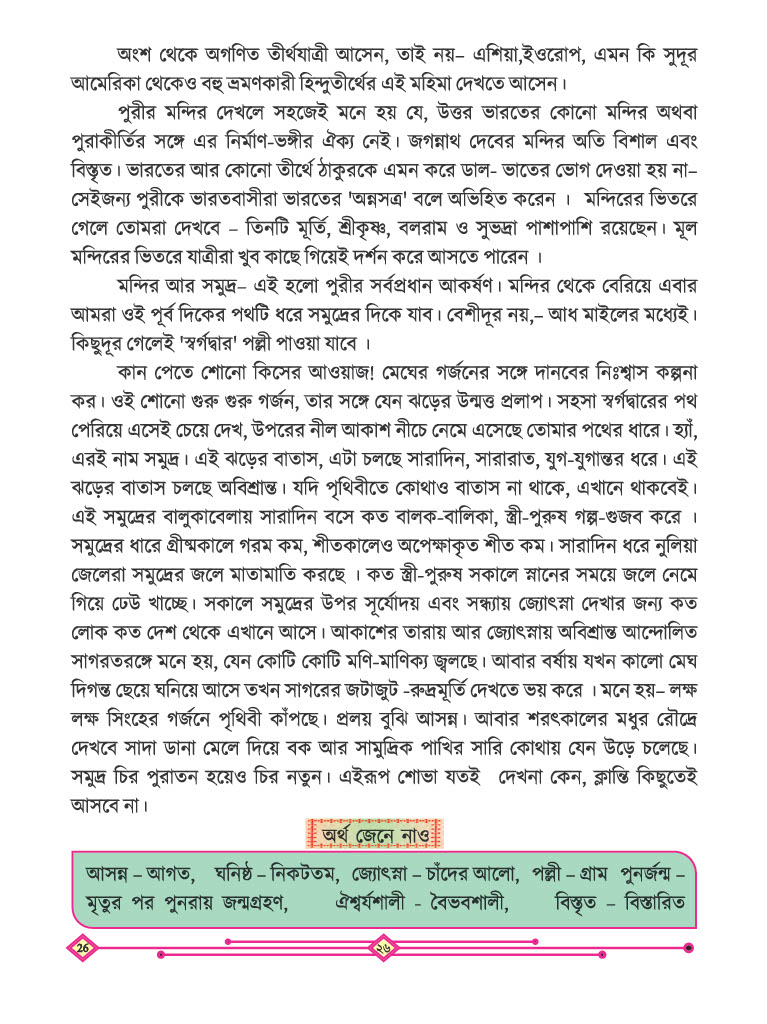 অংশ থেকে অগণিত তীর্থযাত্রী আসেন, তাই নয়– এশিয়া,ইওরোপ, এমন কি সুদূর
আমেরিকা থেকেও বহু ভ্রমণকারী হিন্দুতীর্থের এই মহিমা দেখতে আসেন।
পুরীর মন্দির দেখলে সহজেই মনে হয় যে, উত্তর ভারতের কোনো মন্দির অথবা
পুরাকীর্তির সঙ্গে এর নির্মাণ-ভঙ্গীর ঐক্য নেই। জগন্নাথ দেবের মন্দির অতি বিশাল এবং
বিস্তৃত। ভারতের আর কোনো তীর্থে ঠাকুরকে এমন করে ডাল- ভাতের ভোগ দেওয়া হয় না–
সেইজন্য পুরীকে ভারতবাসীরা ভারতের 'অন্নসত্র' বলে অভিহিত করেন । মন্দিরের ভিতরে
গেলে তোমরা দেখবে – তিনটি মূর্তি, শ্রীকৃষ্ণ, বলরাম ও সুভদ্রা পাশাপাশি রয়েছেন। মূল
মন্দিরের ভিতরে যাত্রীরা খুব কাছে গিয়েই দর্শন করে আসতে পারেন ।
মন্দির আর সমুদ্র– এই হলো পুরীর সর্বপ্রধান আকর্ষণ। মন্দির থেকে বেরিয়ে এবার
আমরা ওই পূর্ব দিকের পথটি ধরে সমুদ্রের দিকে যাব। বেশীদূর নয়,– আধ মাইলের মধ্যেই।
কিছুদূর গেলেই 'স্বর্গদ্বার' পল্লী পাওয়া যাবে ।
কান পেতে শোনো কিসের আওয়াজ! মেঘের গর্জনের সঙ্গে দানবের নিঃশ্বাস কল্পনা
কর। ওই শোনো গুরু গুরু গর্জন, তার সঙ্গে যেন ঝড়ের উন্মত্ত প্রলাপ। সহসা স্বর্গদ্বারের পথ
পেরিয়ে এসেই চেয়ে দেখ, উপরের নীল আকাশ নীচে নেমে এসেছে তোমার পথের ধারে। হ্যাঁ,
এরই নাম সমুদ্র। এই ঝড়ের বাতাস, এটা চলছে সারাদিন, সারারাত, যুগ-যুগান্তর ধরে। এই
ঝড়ের বাতাস চলছে অবিশ্রান্ত। যদি পৃথিবীতে কোথাও বাতাস না থাকে, এখানে থাকবেই।
এই সমুদ্রের বালুকাবেলায় সারাদিন বসে কত বালক-বালিকা, স্ত্রী-পুরুষ গল্প-গুজব করে ।
সমুদ্রের ধারে গ্রীষ্মকালে গরম কম, শীতকালেও অপেক্ষাকৃত শীত কম। সারাদিন ধরে নুলিয়া
জেলেরা সমুদ্রের জলে মাতামাতি করছে । কত স্ত্রী-পুরুষ সকালে স্নানের সময়ে জলে নেমে
গিয়ে ঢেউ খাচ্ছে। সকালে সমুদ্রের উপর সূর্যোদয় এবং সন্ধ্যায় জ্যোৎস্না দেখার জন্য কত
লোক কত দেশ থেকে এখানে আসে। আকাশের তারায় আর জ্যোৎস্নায় অবিশ্রান্ত আন্দোলিত
সাগরতরঙ্গে মনে হয়, যেন কোটি কোটি মণি-মাণিক্য জ্বলছে। আবার বর্ষায় যখন কালো মেঘ
দিগন্ত ছেয়ে ঘনিয়ে আসে তখন সাগরের জটাজুট -রুদ্রমূর্তি দেখতে ভয় করে । মনে হয়– লক্ষ
লক্ষ সিংহের গর্জনে পৃথিবী কাঁপছে। প্রলয় বুঝি আসন্ন। আবার শরৎকালের মধুর রৌদ্রে
দেখবে সাদা ডানা মেলে দিয়ে বক আর সামুদ্রিক পাখির সারি কোথায় যেন উড়ে চলেছে।
সমুদ্র চির পুরাতন হয়েও চির নতুন। এইরূপ শোভা যতই দেখনা কেন, ক্লান্তি কিছুতেই
আসবে না।
অর্থ জেনে নাও
আসন্ন – আগত, ঘনিষ্ঠ – নিকটতম, জ্যোৎস্না – চাঁদের আলো, পল্লী – গ্রাম পুনর্জন্ম –
মৃতুর পর পুনরায় জন্মগ্রহণ, ঐশ্বর্যশালী - বৈভবশালী, বিস্তৃত – বিস্তারিত
26 ২৬